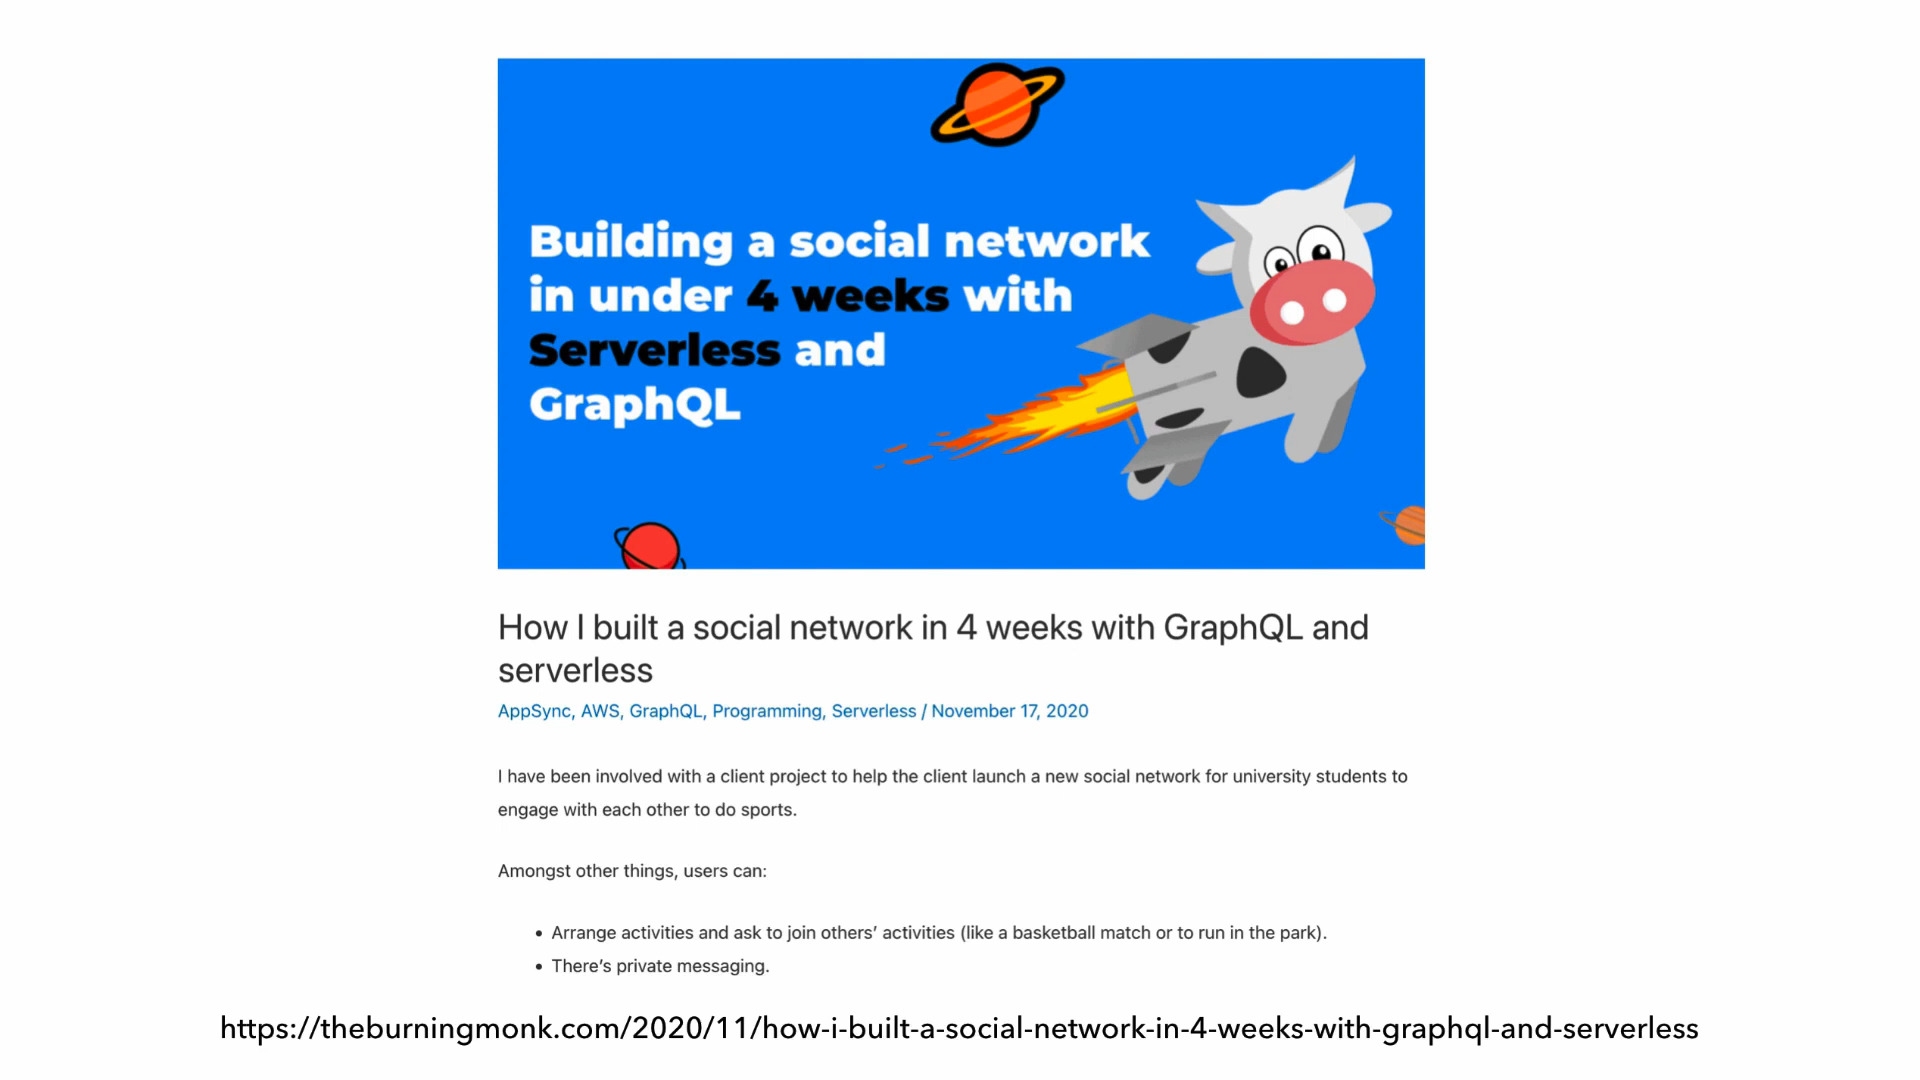 Building a social network
in under 4 weeks with
Serverless and
GraphQL
How I built a social network in 4 weeks with GraphQL and
serverless
AppSync, AWS, GraphQL, Programming, Serverless / November 17, 2020
I have been involved with a client project to help the client launch a new social network for university students to
engage with each other to do sports.
Amongst other things, users can:
• Arrange activities and ask to join others’ activities (like a basketball match or to run in the park).
• There’s private messaging.
https://theburningmonk.com/2020/11/how-i-built-a-social-network-in-4-weeks-with-graphql-and-serverless